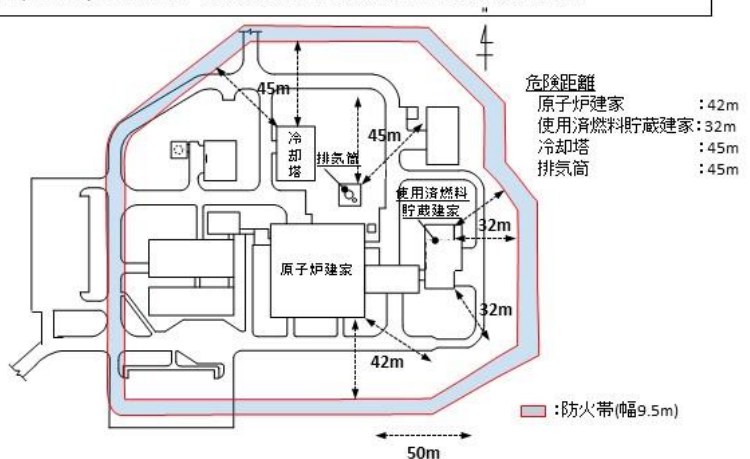 危険距離
原子炉建家 :42m
使用済燃料貯蔵建家:32m
冷却塔 :45m
排気筒 :45m
45m
冷却塔
45m
排気筒
使用済燃料
貯蔵建家
32m
原子炉建家
32m
42m
:防火帯(幅9.5m)
50m